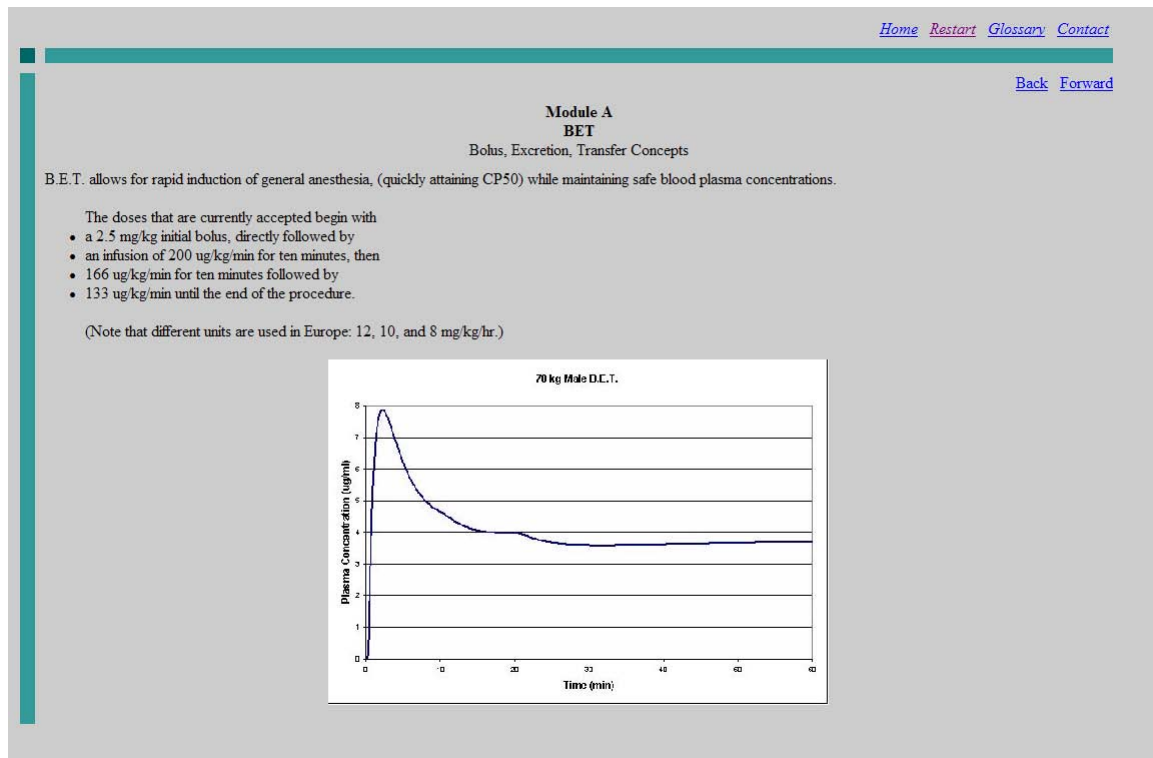 Home Restart Glossary Contact
Back Forward
Module A
BET
Bolus, Excretion, Transfer Concepts
B.E.T. allows for rapid induction of general anesthesia, (quickly attaining CP50) while maintaining safe blood plasma concentrations.
The doses that are currently accepted begin with
• a 2.5 mg/kg initial bolus, directly followed by
• an infusion of 200 ug/kg/min for ten minutes, then
• 166 ug/kg/min for ten minutes followed by
• 133 ug/kg/min until the end of the procedure.
(Note that different units are used in Europe: 12, 10, and 8 mg/kg/hr.)
70 kg Male
8
7
6
5
4
3
2
1
0
Plasma Concentration (ug/ml)
0 20 40 60
Time (min)